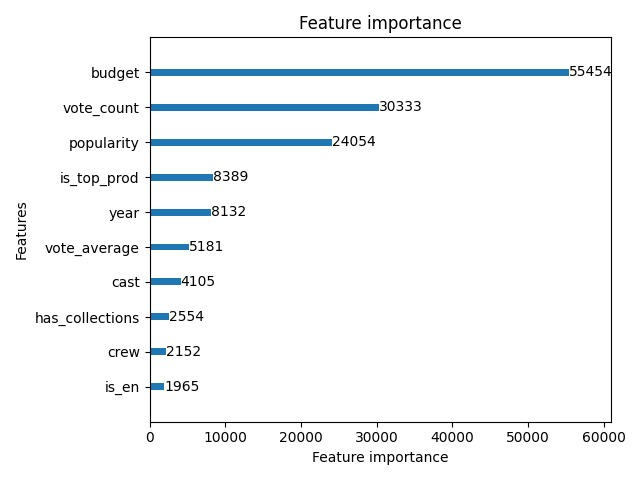 Feature importance
Features
budget 55454
vote_count 30333
popularity 24054
is_top_prod 8389
year 8132
vote_average 5181
cast 4105
has_collections 2554
crew 2152
is_en 1965
0 10000 20000 30000 40000 50000 60000
Feature importance